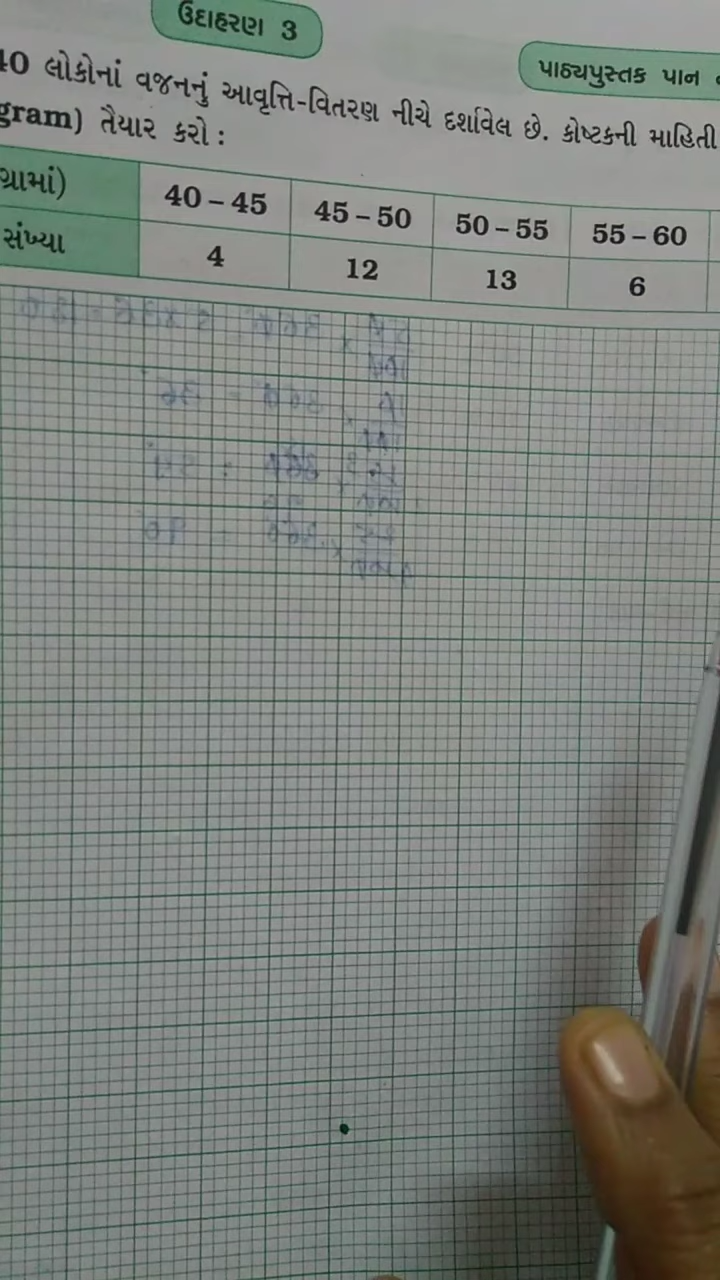 ઉદાહરણ 3
પાઠ્યપુસ્તક પાન
40 લોકોનાં વજનનું આવૃત્તિ-વિતરણ નીચે દર્શાવેલ છે. કોષ્ટકની માહિતી
gram) તૈયાર કરો :
ગ્રામાં) 40 – 45 45 – 50 50 – 55 55 – 60
સંખ્યા 4 12 13 6